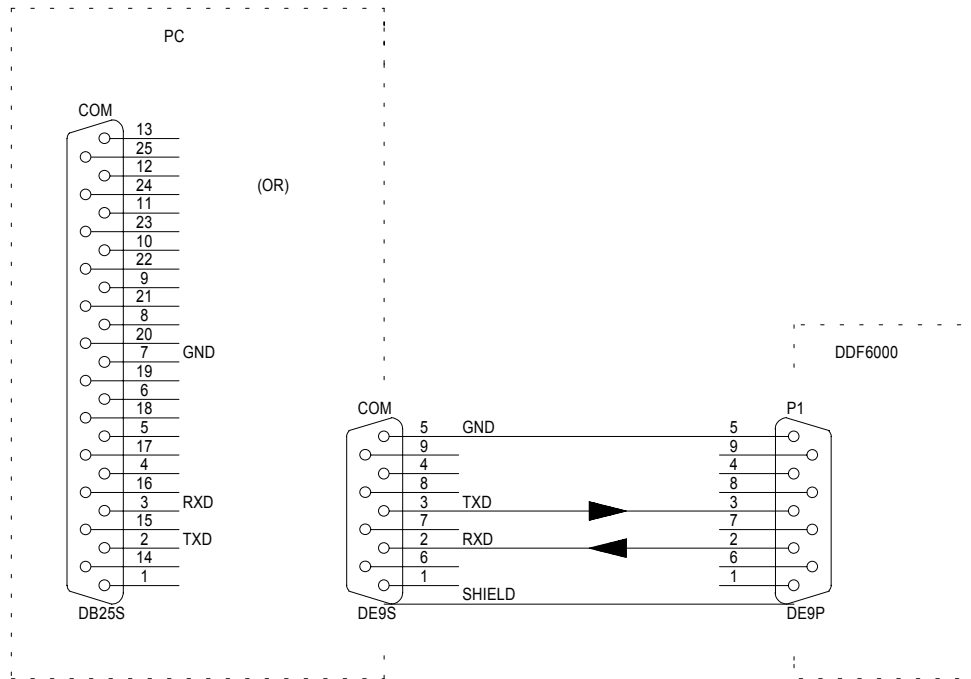 PC
COM
13
25
12
24
(OR)
11
23
10
22
9
21
8
20
7 GND
19
6
18
5
17
4
16
3 RXD
15
2 TXD
14
1
DB25S
COM
5 GND
9
4
8
3 TXD
7
2 RXD
6
1
SHIELD
DE9S
DDF6000
P1
5
9
4
8
3
7
2
6
1
DE9P